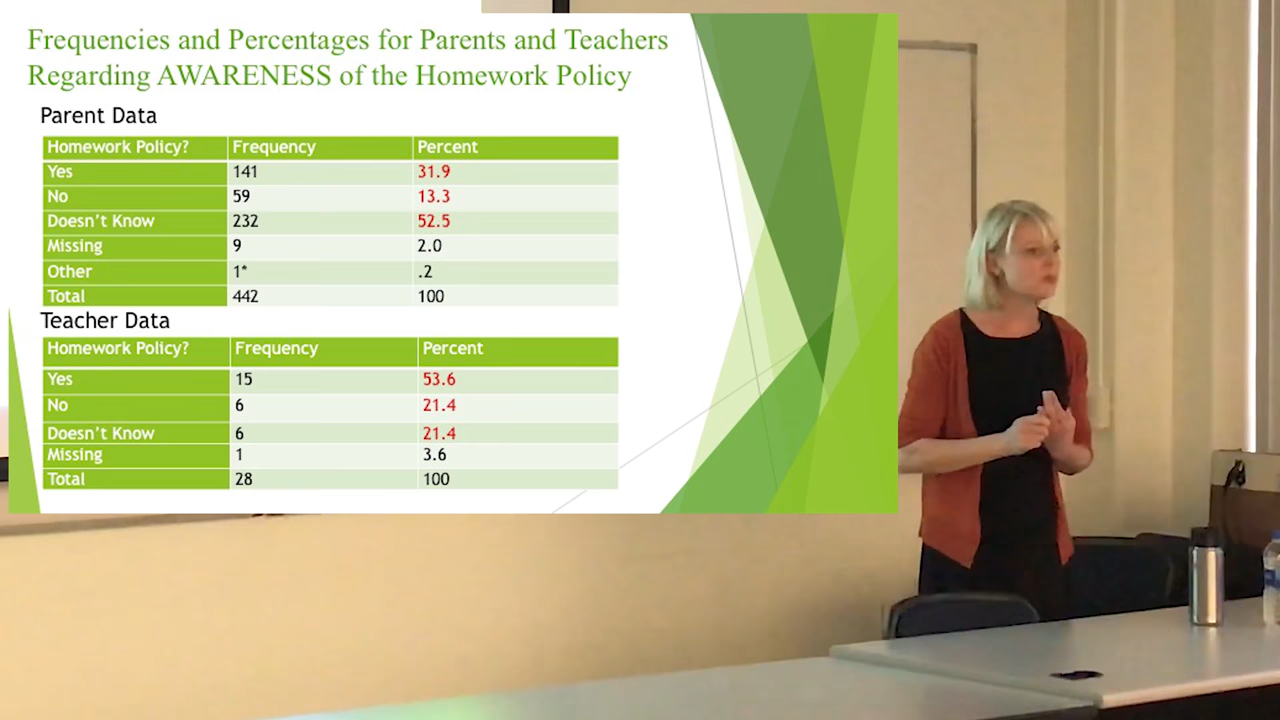 Frequencies and Percentages for Parents and Teachers
Regarding AWARENESS of the Homework Policy
Parent Data
Homework Policy? Frequency Percent
Yes 141 31.9
No 59 13.3
Doesn't Know 232 52.5
Missing 9 2.0
Other 1* .2
Total 442 100
Teacher Data
Homework Policy? Frequency Percent
Yes 15 53.6
No 6 21.4
Doesn't Know 6 21.4
Missing 1 3.6
Total 28 100